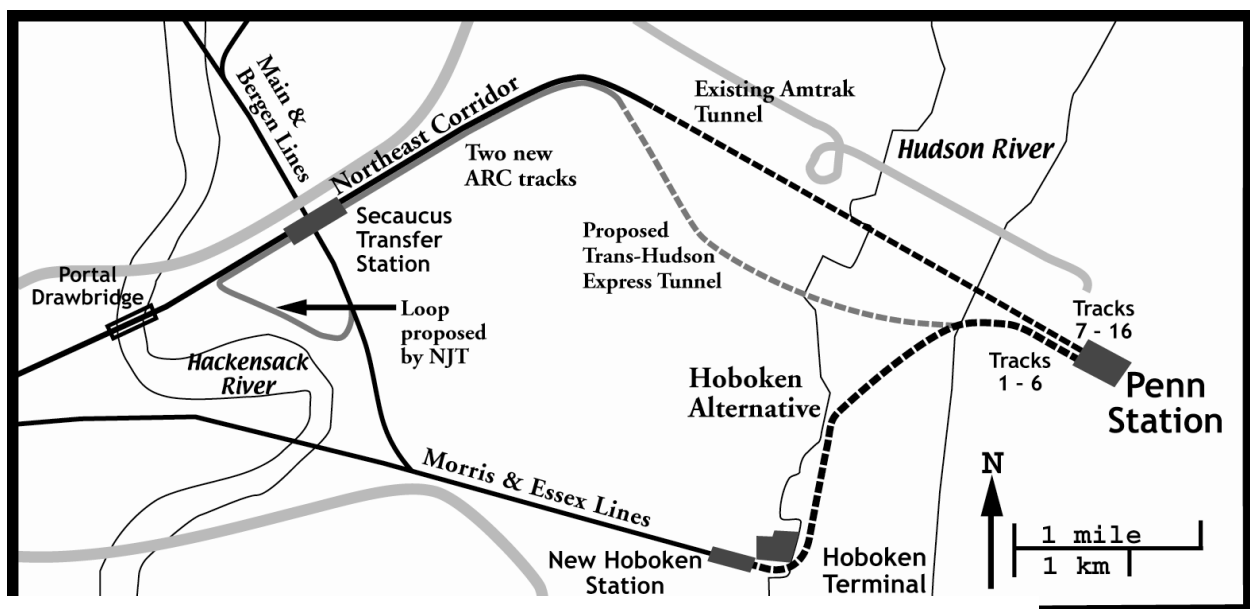 Main &
Bergen Lines
Northeast Corridor
Existing Amtrak
Tunnel
Hudson River
Two new
ARC tracks
Secaucus
Transfer
Station
Proposed
Trans-Hudson
Express Tunnel
Portal
Drawbridge
Loop
proposed
by NJT
Tracks
7 - 16
Tracks
1 - 6
Hackensack
River
Hoboken
Alternative
Penn
Station
Morris & Essex Lines
N
1 mile
1 km
New Hoboken
Station
Hoboken
Terminal